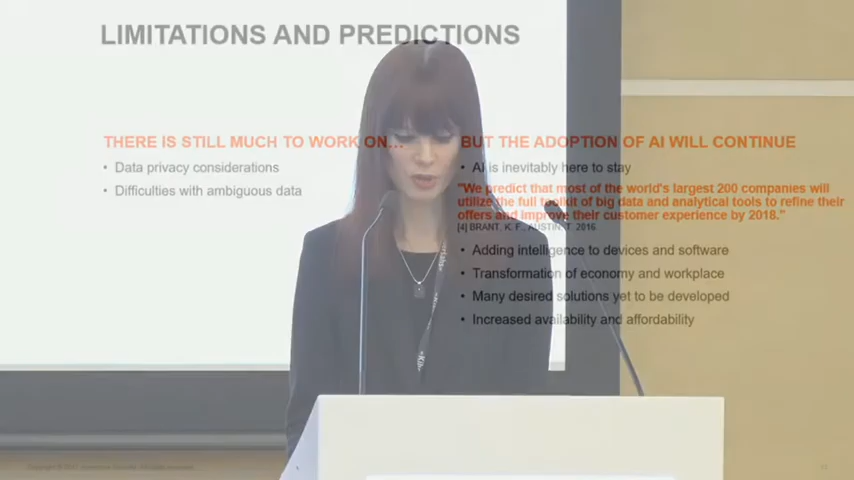 LIMITATIONS AND PREDICTIONS
THERE IS STILL MUCH TO WORK ON...
• Data privacy considerations
• Difficulties with ambiguous data
BUT THE ADOPTION OF AI WILL CONTINUE
• AI is inevitably here to stay
"We predict that most of the world's largest 200 companies will
utilize the full toolkit of big data and analytical tools to refine their
offers and improve their customer experience by 2018."
[4] BRANT, K. F., AUSTIN, T. 2016
• Adding intelligence to devices and software
• Transformation of economy and workplace
• Many desired solutions yet to be developed
• Increased availability and affordability